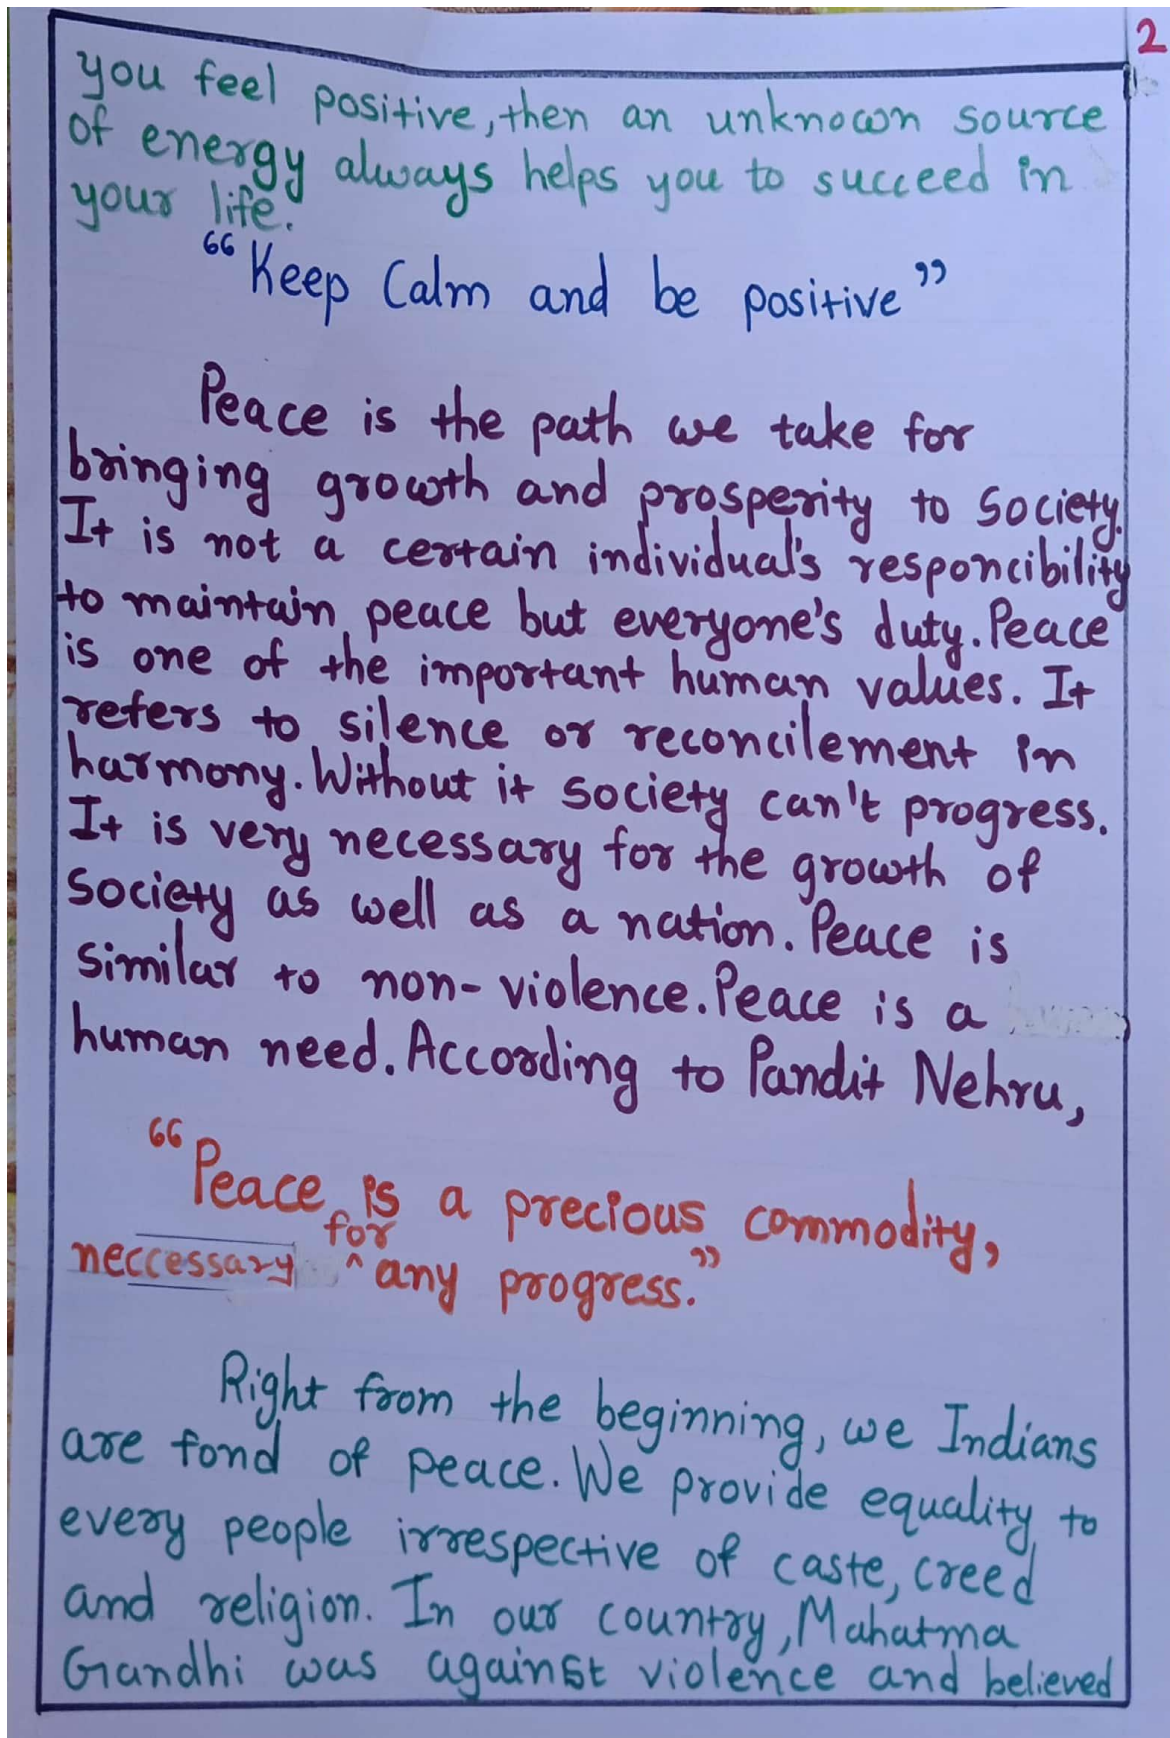 2
you feel positive, then an unknown source
of energy always helps you to succeed in
your life.
"Keep Calm and be positive"
Peace is the path we take for
bringing growth and prosperity to Society.
It is not a certain individual's responcibility
to maintain peace but everyone's duty. Peace
is one of the important human values. It
refers to silence or reconcilement in
harmony. Without it society can't progress.
It is very necessary for the growth of
Society as well as a nation. Peace is
similar to non-violence. Peace is a
human need. According to Pandit Nehru,
"Peace is a precious commodity,
neccessary for any progress."
Right from the beginning, we Indians
are fond of peace. We provide equality to
every people irrespective of caste, creed
and religion. In our country, Mahatma
Gandhi was against violence and believed